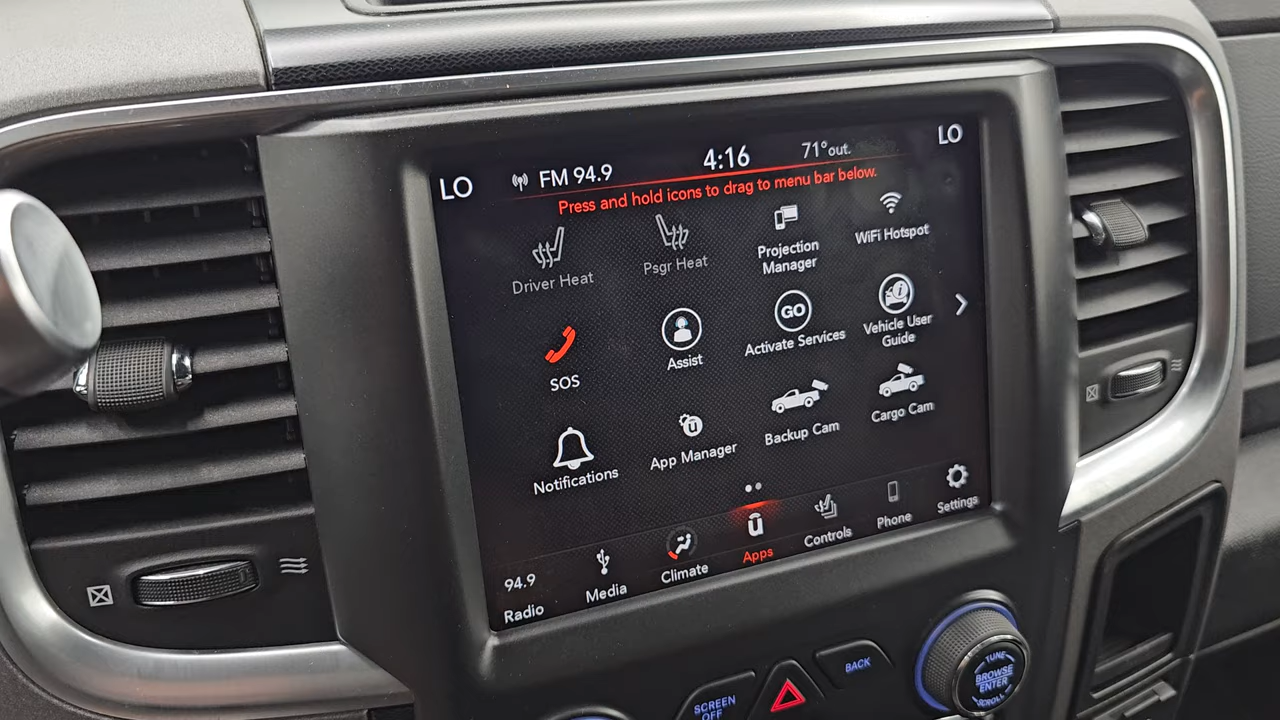 LO
FM 94.9
4:16
71°out.
LO
Press and hold icons to drag to menu bar below.
Driver Heat
Psgr Heat
Projection
Manager
WiFi Hotspot
SOS
Assist
GO
Activate Services
i
Vehicle User
Guide
Notifications
u
App Manager
Backup Cam
Cargo Cam
94.9
Radio
Media
Climate
u
Apps
Controls
Phone
Settings
SCREEN
OFF
BACK
TUNE
BROWSE
ENTER
SCROLL